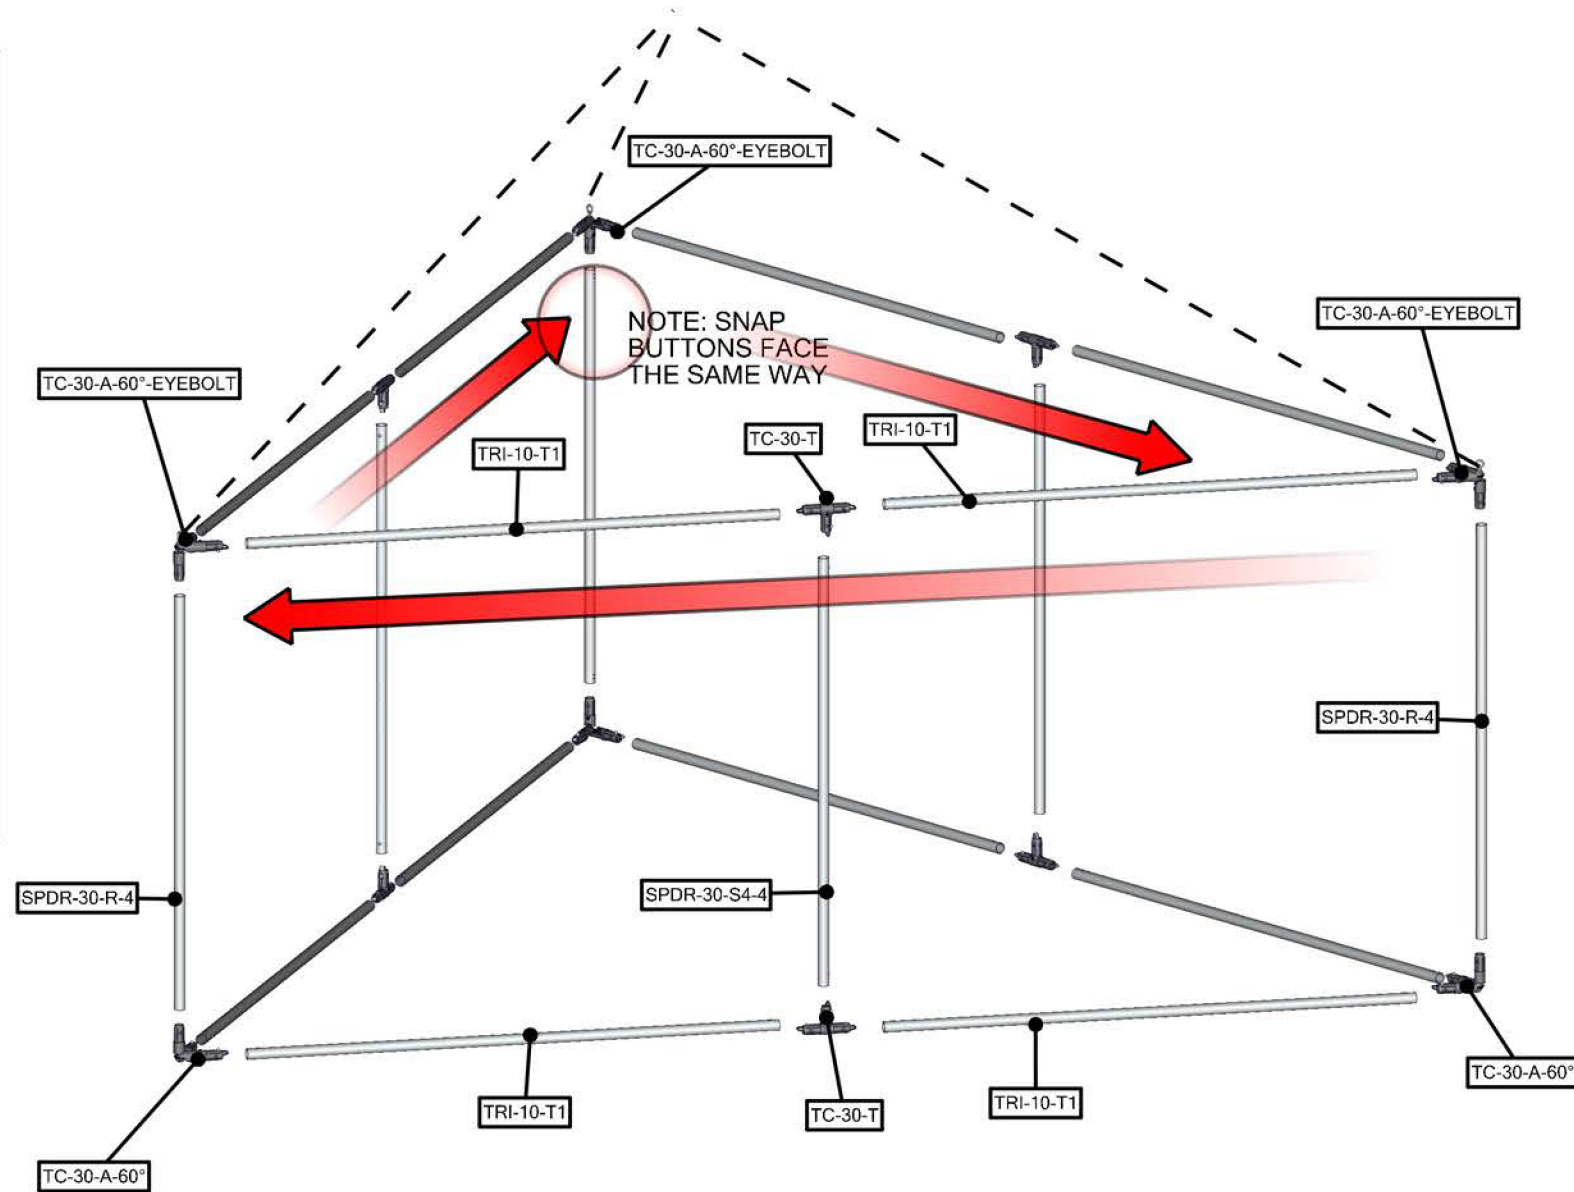 TC-30-A-60°-EYEBOLT
TC-30-A-60°-EYEBOLT
NOTE: SNAP
BUTTONS FACE
THE SAME WAY
TC-30-A-60°-EYEBOLT
TRI-10-T1
TC-30-T
TRI-10-T1
SPDR-30-R-4
SPDR-30-R-4
SPDR-30-S4-4
TC-30-A-60°
TRI-10-T1
TC-30-T
TRI-10-T1
TC-30-A-60°